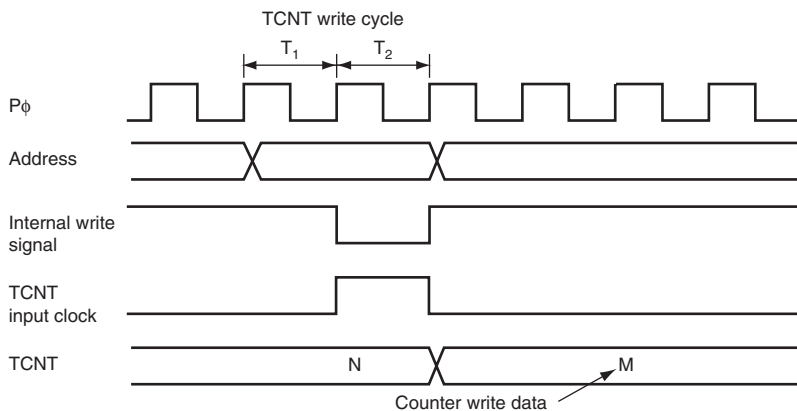 TCNT write cycle
T1 T2
Pϕ
Address
Internal write
signal
TCNT
input clock
TCNT N M
Counter write data